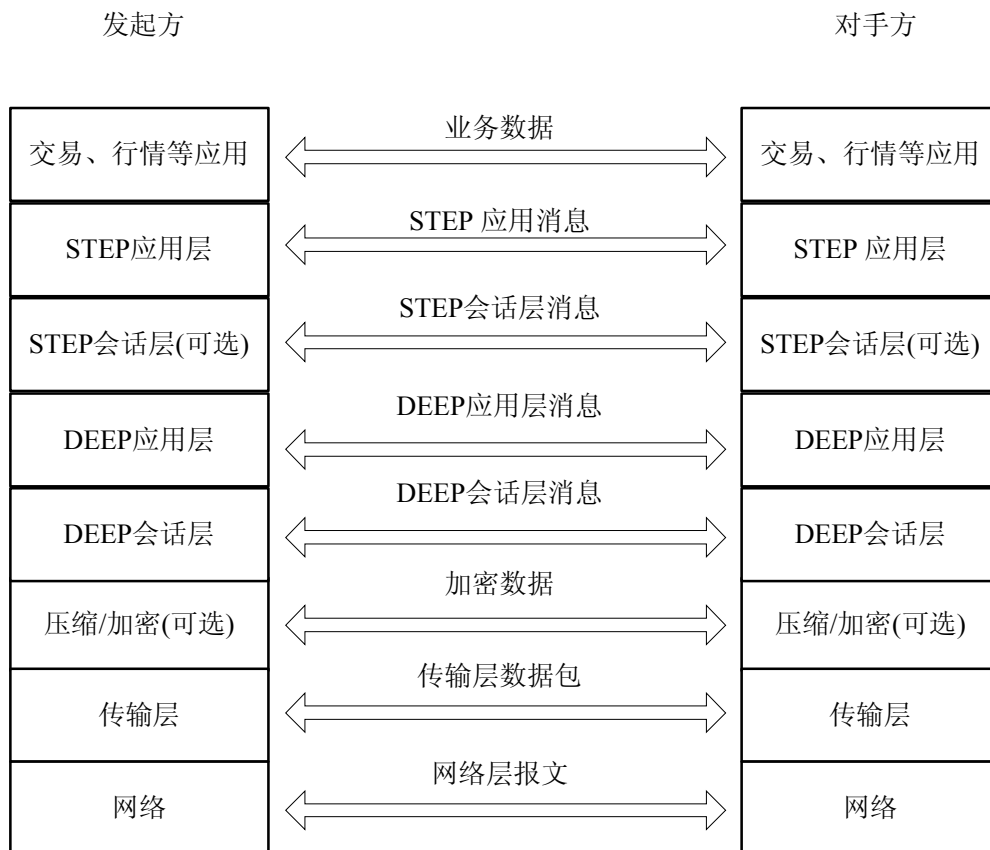 发起方
对手方
交易、行情等应用
业务数据
交易、行情等应用
STEP应用层
STEP 应用消息
STEP 应用层
STEP会话层(可选)
STEP会话层消息
STEP会话层(可选)
DEEP应用层
DEEP应用层消息
DEEP应用层
DEEP会话层
DEEP会话层消息
DEEP会话层
压缩/加密(可选)
加密数据
压缩/加密(可选)
传输层
传输层数据包
传输层
网络
网络层报文
网络